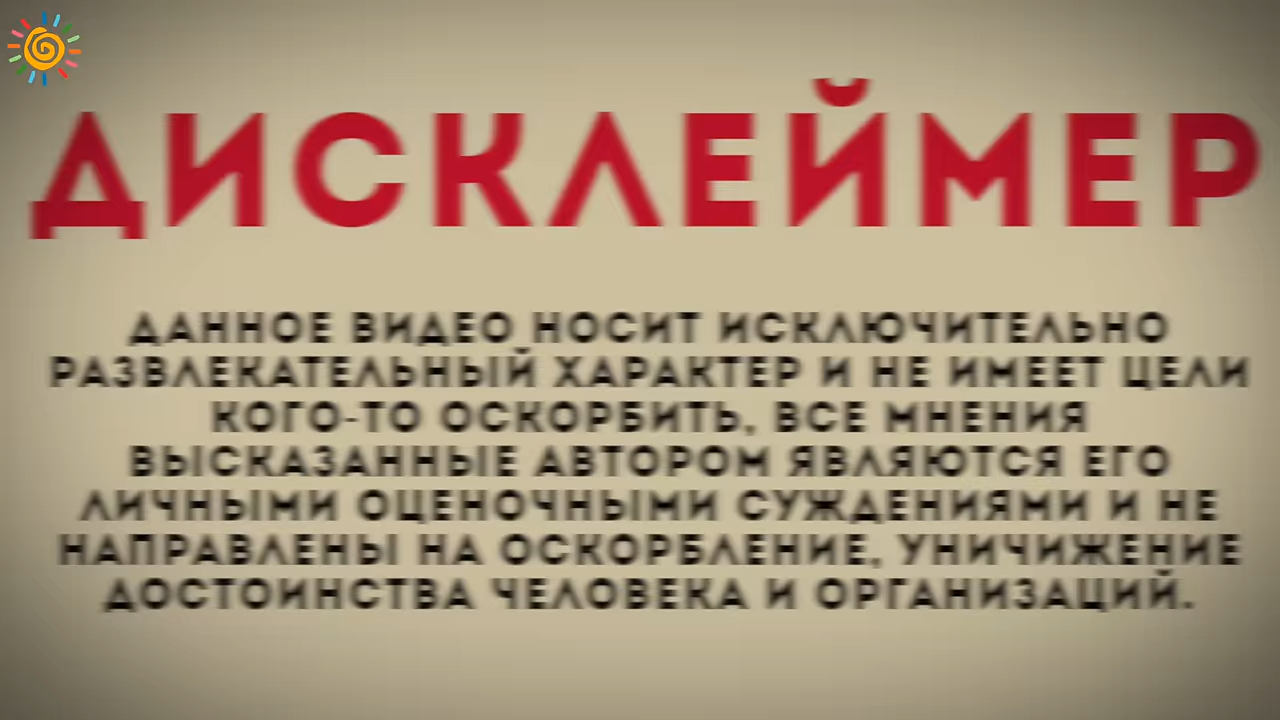 ДИСКЛЕЙМЕР
ДАННОЕ ВИДЕО НОСИТ ИСКЛЮЧИТЕЛЬНО
РАЗВЛЕКАТЕЛЬНЫЙ ХАРАКТЕР И НЕ ИМЕЕТ ЦЕЛИ
КОГО-ТО ОСКОРБИТЬ, ВСЕ МНЕНИЯ
ВЫСКАЗАННЫЕ АВТОРОМ ЯВЛЯЮТСЯ ЕГО
ЛИЧНЫМИ ОЦЕНОЧНЫМИ СУЖДЕНИЯМИ И НЕ
НАПРАВЛЕНЫ НА ОСКОРБЛЕНИЕ, УНИЧИЖЕНИЕ
ДОСТОИНСТВА ЧЕЛОВЕКА И ОРГАНИЗАЦИЙ.